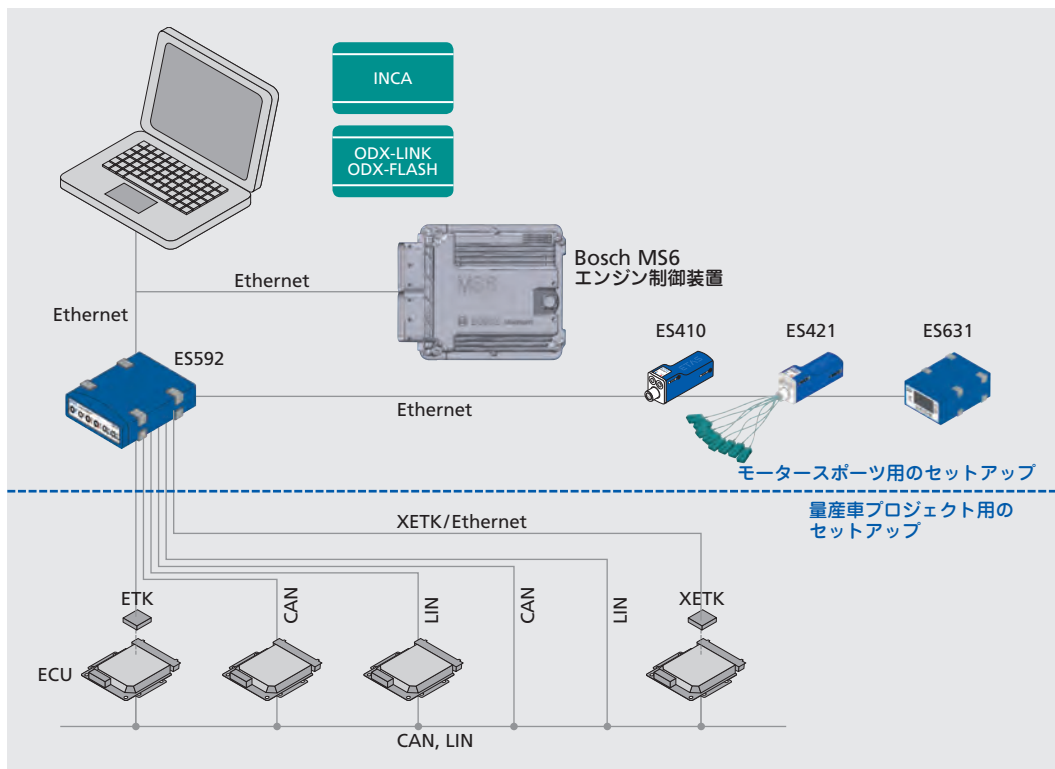 INCA
ODX-LINK
ODX-FLASH
Bosch MS6
エンジン制御装置
MS6
BOSCH
Ethernet
Ethernet
ES592
ES410
ES421
ES631
Ethernet
モータースポーツ用のセットアップ
量産車プロジェクト用の
セットアップ
XETK/Ethernet
ETK
CAN
LIN
CAN
LIN
XETK
ECU
CAN, LIN